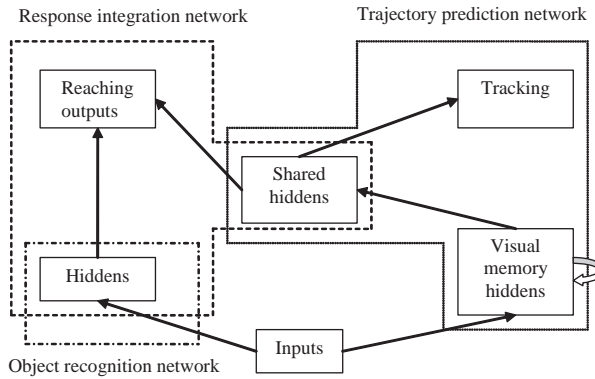 Response integration network
Trajectory prediction network
Reaching
outputs
Tracking
Shared
hiddens
Visual
memory
hiddens
Hiddens
Inputs
Object recognition network